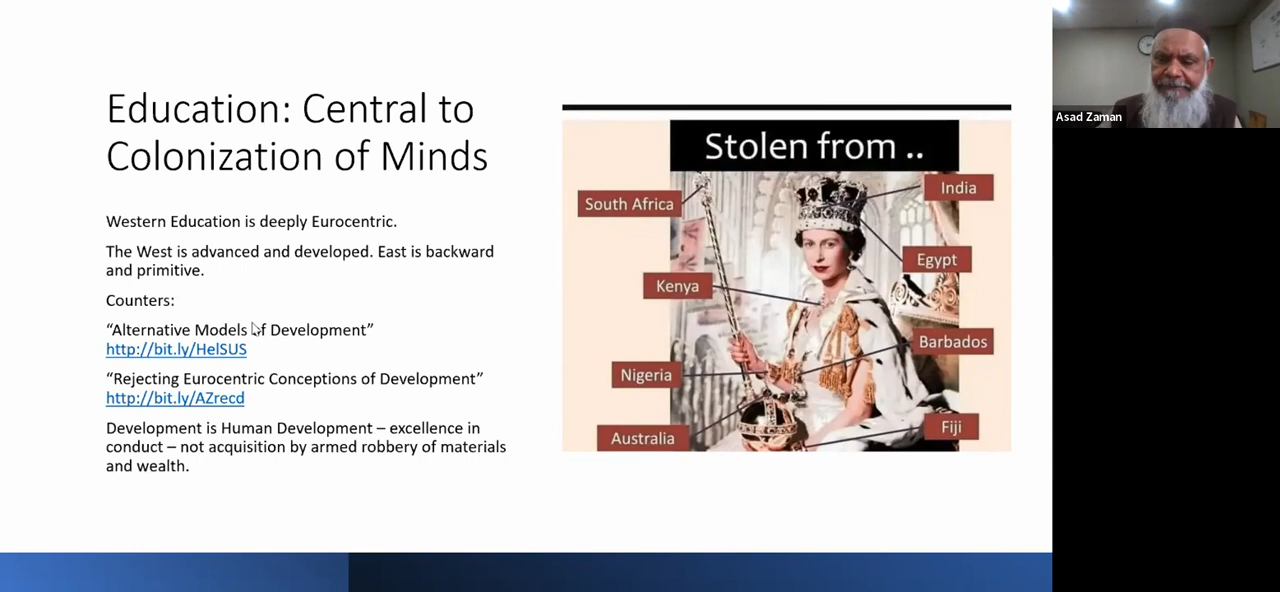 Education: Central to
Colonization of Minds
Western Education is deeply Eurocentric.
The West is advanced and developed. East is backward
and primitive.
Counters:
“Alternative Models of Development”
http://bit.ly/HelSUS
“Rejecting Eurocentric Conceptions of Development”
http://bit.ly/AZrecd
Development is Human Development – excellence in
conduct – not acquisition by armed robbery of materials
and wealth.
Stolen from ..
South Africa
India
Egypt
Kenya
Barbados
Nigeria
Australia
Fiji
Asad Zaman